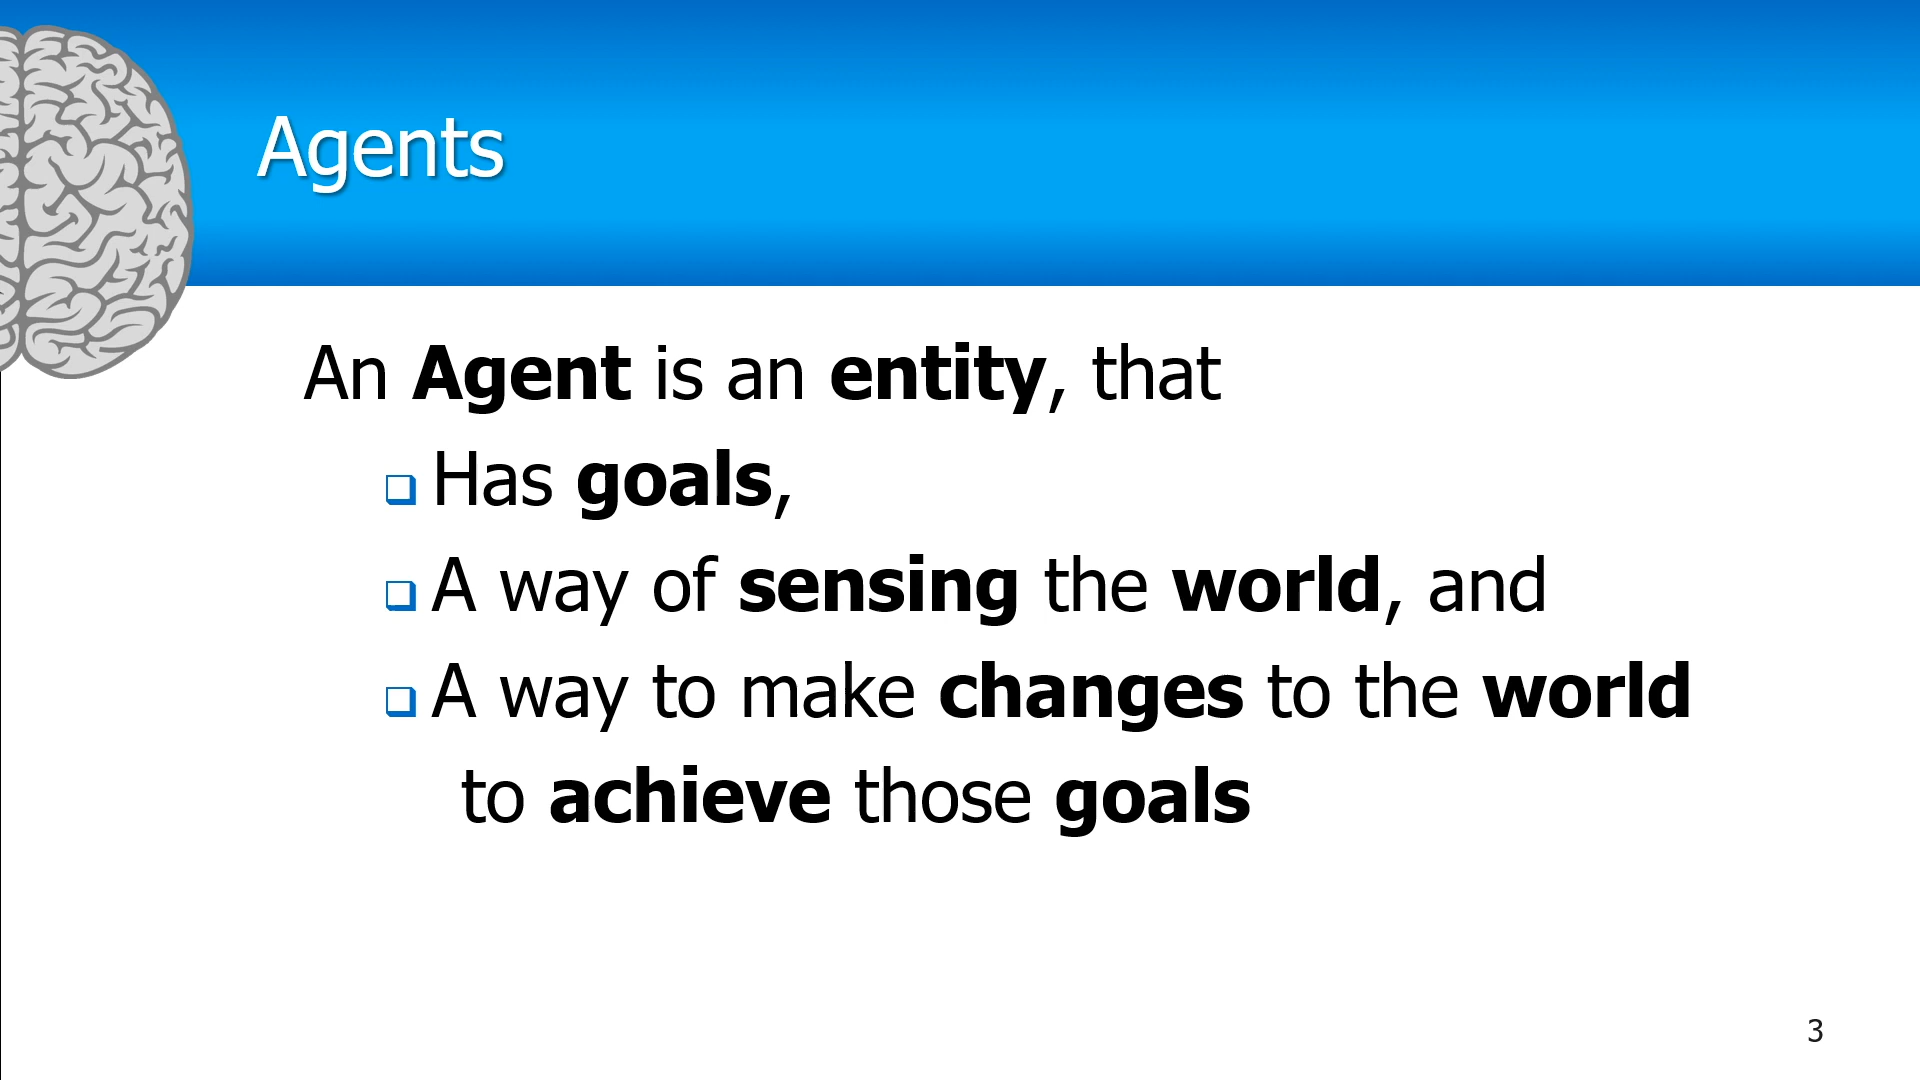 Agents
An Agent is an entity, that
❑ Has goals,
❑ A way of sensing the world, and
❑ A way to make changes to the world
to achieve those goals
3